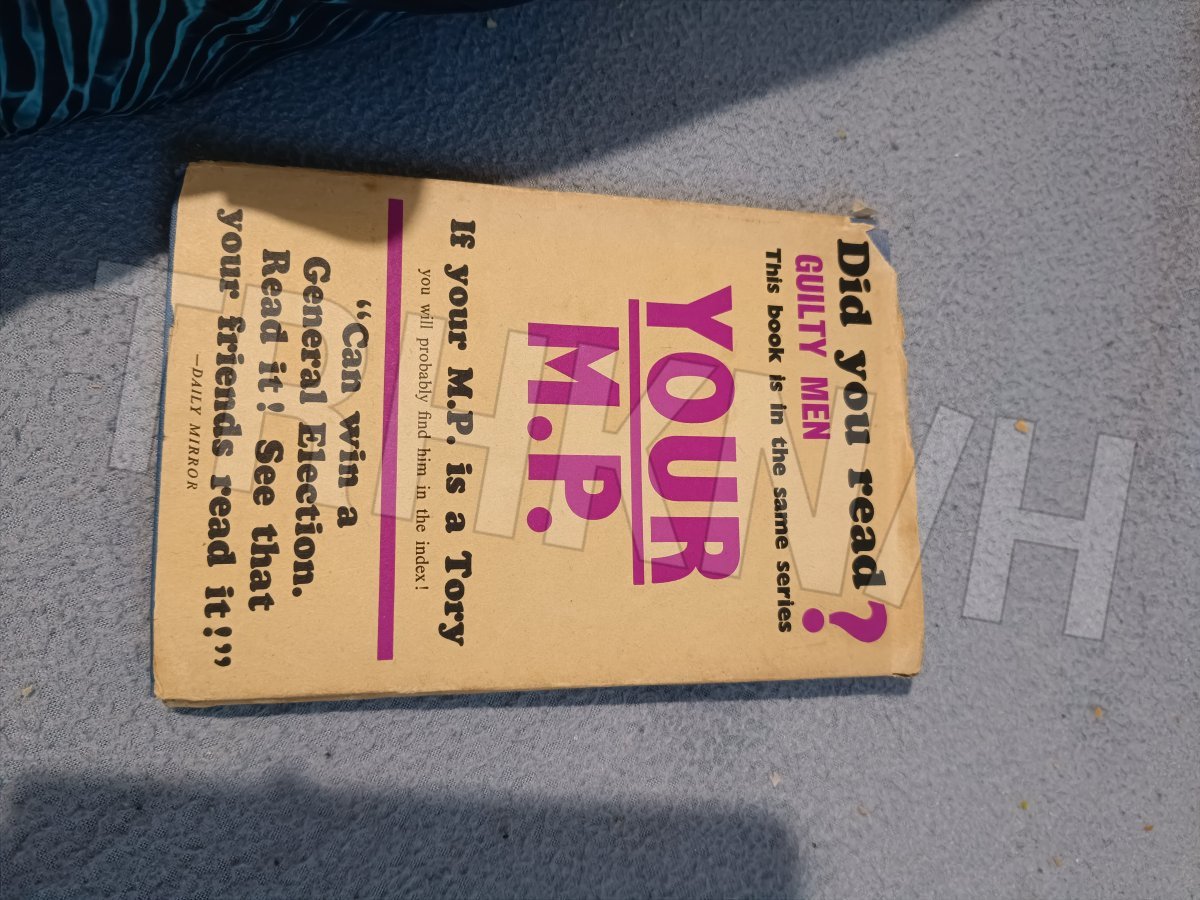 Did you read?
GUILTY MEN
This book is in the same series
YOUR
M.P.
If your M.P. is a Tory
you will probably find him in the index!
“Can win a
General Election.
Read it! See that
your friends read it!”
—DAILY MIRROR
TRHKWH